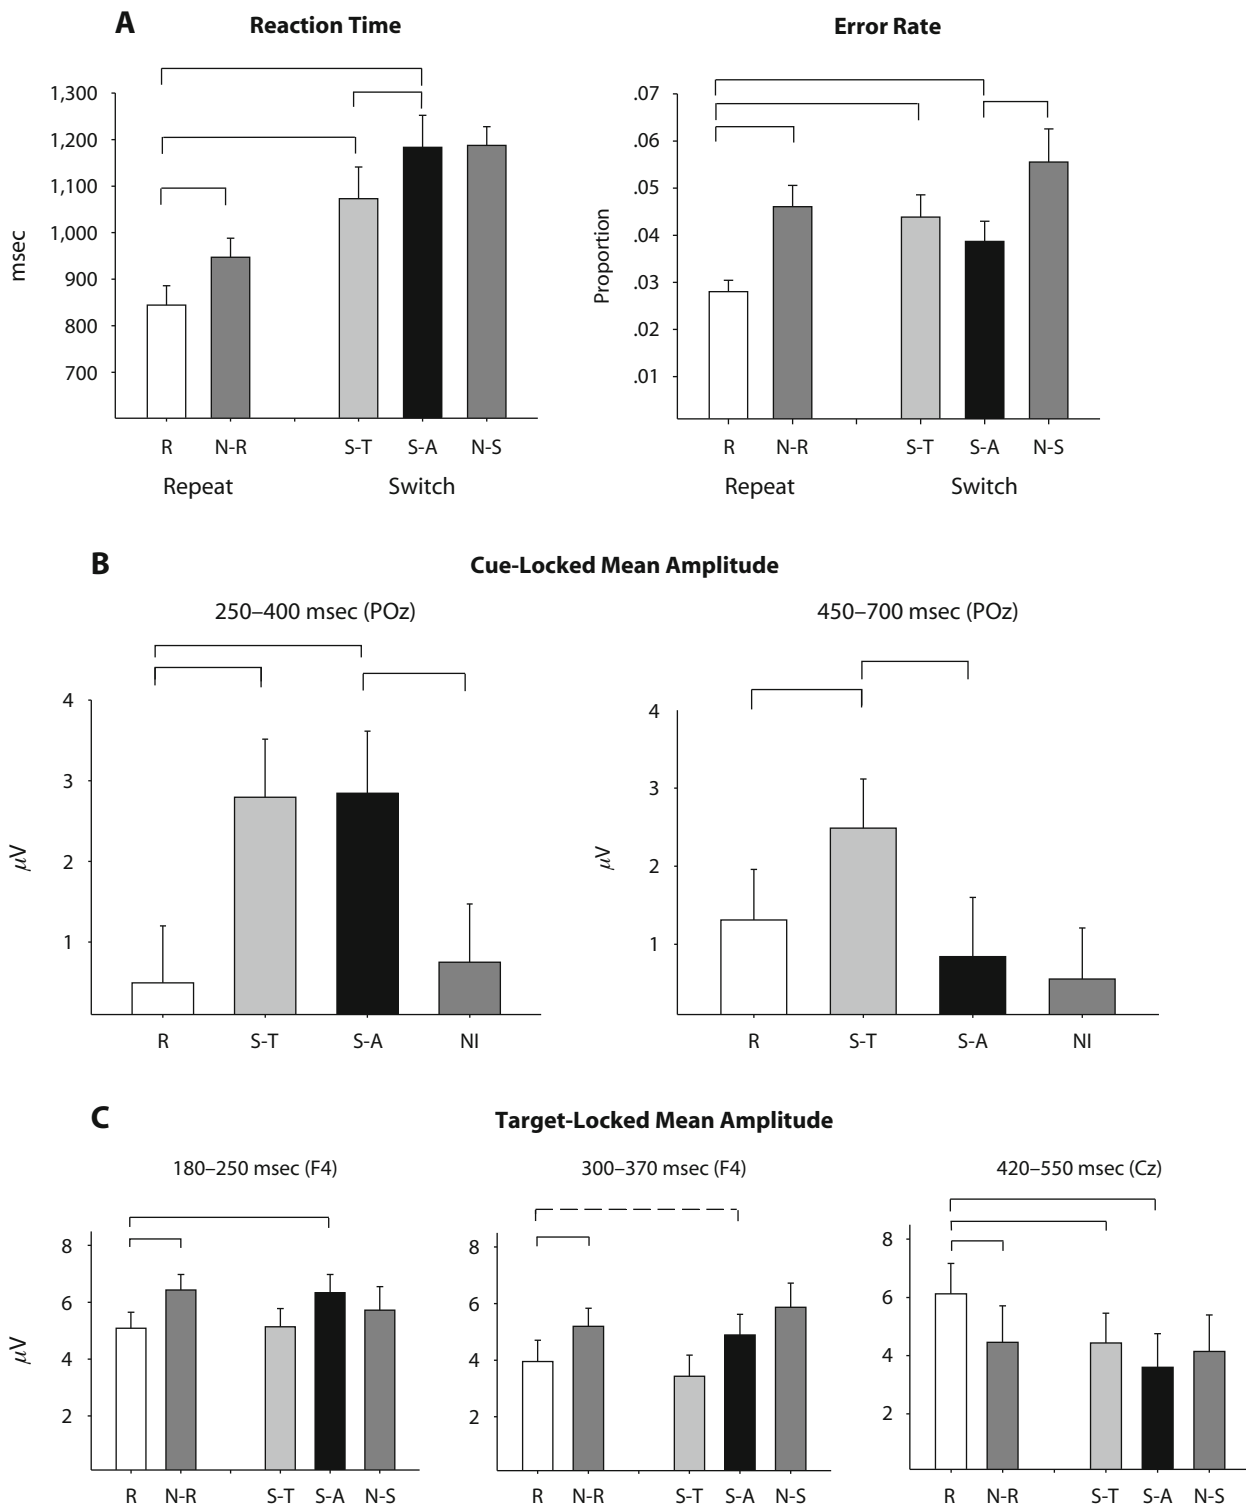 A
Reaction Time
Error Rate
msec
1,300
1,200
1,100
1,000
900
800
700
R N-R S-T S-A N-S
Repeat Switch
Proportion
.07
.06
.05
.04
.03
.02
.01
R N-R S-T S-A N-S
Repeat Switch
B
Cue-Locked Mean Amplitude
250–400 msec (POz)
μV
4
3
2
1
R S-T S-A NI
450–700 msec (POz)
μV
4
3
2
1
R S-T S-A NI
C
Target-Locked Mean Amplitude
180–250 msec (F4)
μV
8
6
4
2
R N-R S-T S-A N-S
300–370 msec (F4)
8
6
4
2
R N-R S-T S-A N-S
420–550 msec (Cz)
8
6
4
2
R N-R S-T S-A N-S